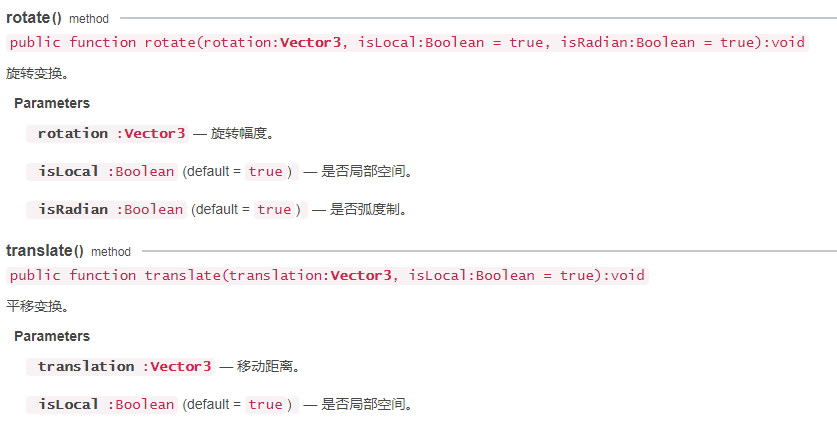 rotate() method
public function rotate(rotation:Vector3, isLocal:Boolean = true, isRadian:Boolean = true):void
旋转变换。
Parameters
rotation :Vector3 — 旋转幅度。
isLocal :Boolean (default = true ) — 是否局部空间。
isRadian :Boolean (default = true ) — 是否弧度制。
translate() method
public function translate(translation:Vector3, isLocal:Boolean = true):void
平移变换。
Parameters
translation :Vector3 — 移动距离。
isLocal :Boolean (default = true ) — 是否局部空间。